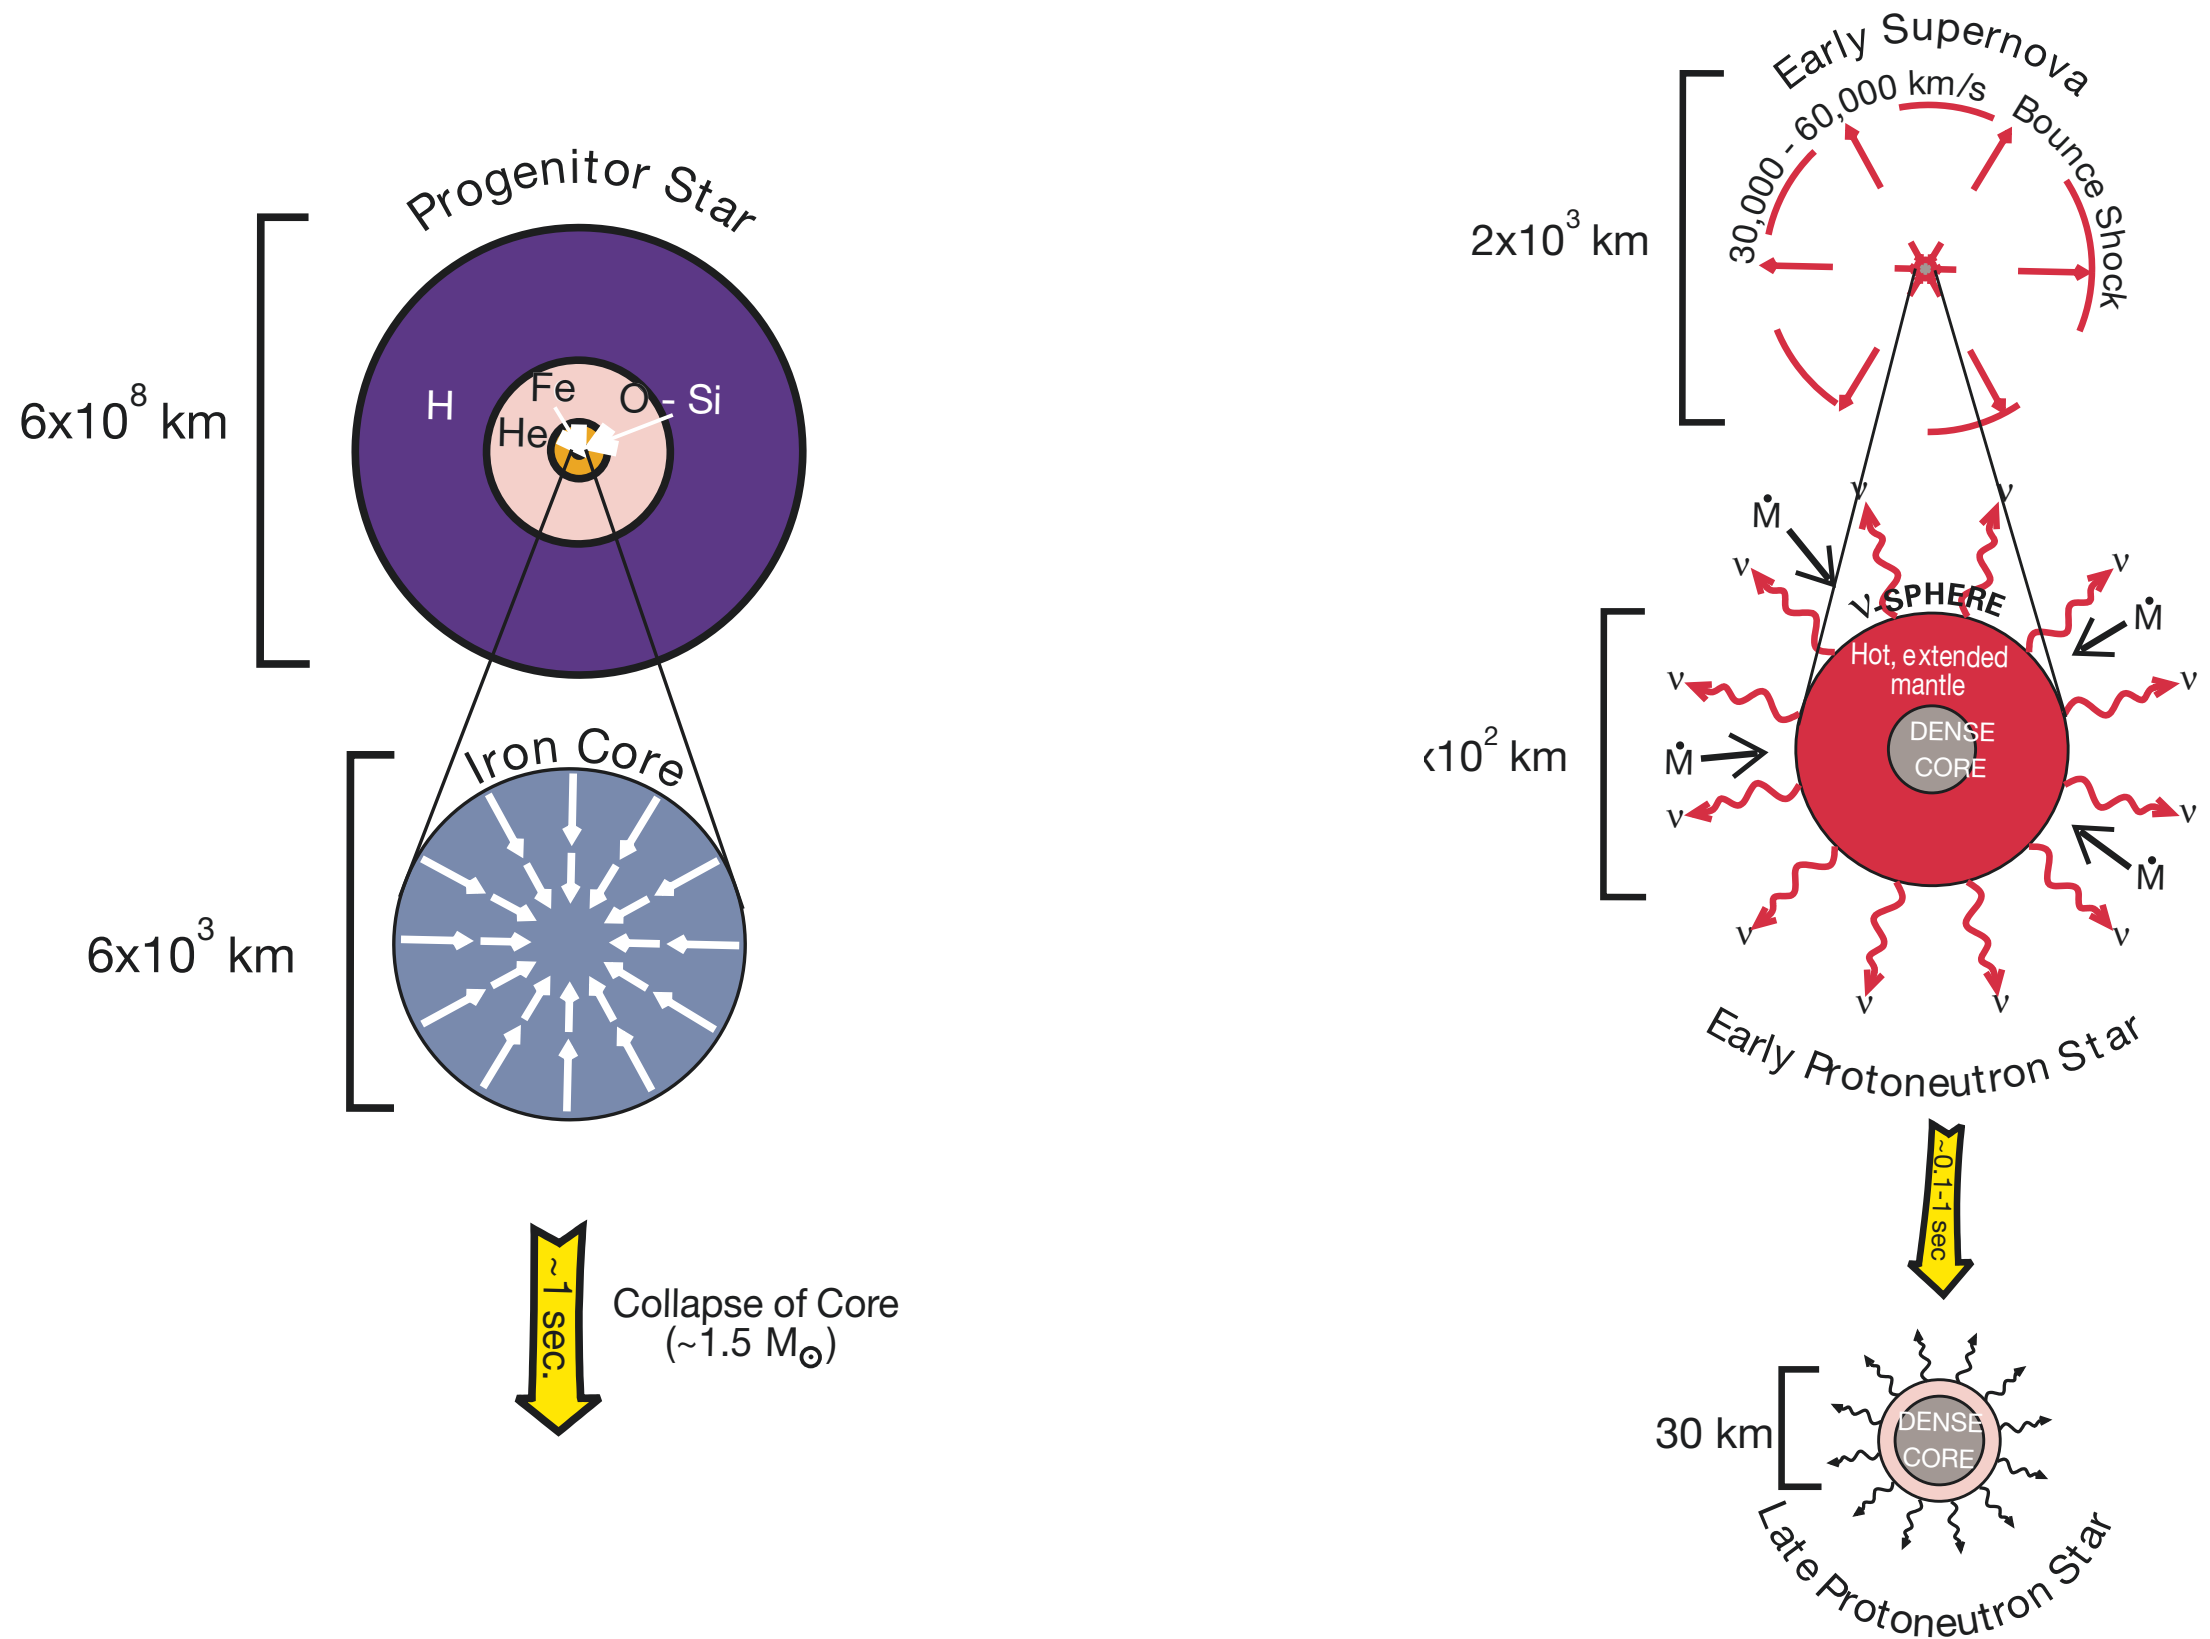 Progenitor Star
H
Fe
O - Si
He
6x10⁸ km
Iron Core
6x10³ km
~1 sec.
Collapse of Core
(~1.5 M☉)
Early Supernova
30,000 - 60,000 km/s
Bounce Shock
2x10³ km
ν
ν
Ṁ
ν
ν
ν-SPHERE
Ṁ
Hot, extended
mantle
ν
ν
DENSE
CORE
x10² km
Ṁ
ν
ν
Ṁ
ν
ν
ν
ν
Early Protoneutron Star
~0.1-1 sec
30 km
DENSE
CORE
Late Protoneutron Star